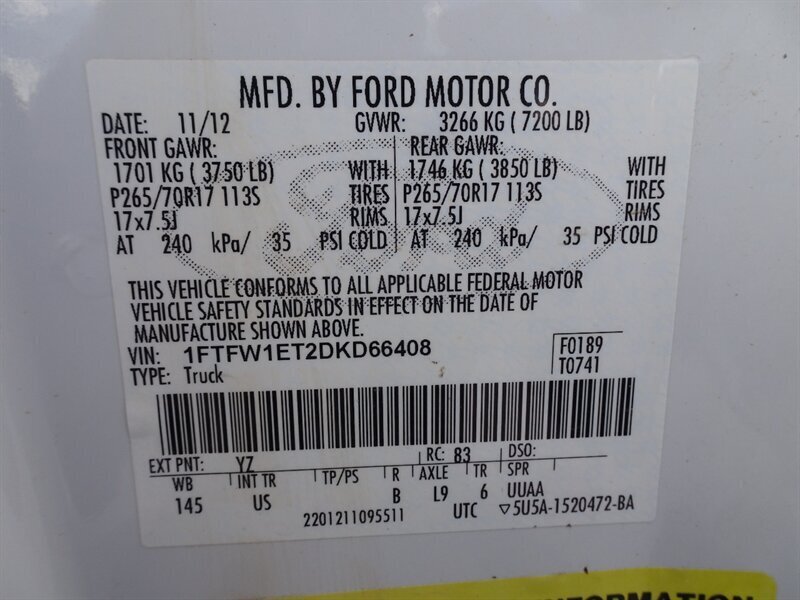 MFD. BY FORD MOTOR CO.
DATE: 11/12 GVWR: 3266 KG ( 7200 LB)
FRONT GAWR: REAR GAWR:
1701 KG ( 3750 LB) WITH 1746 KG ( 3850 LB) WITH
P265/70R17 113S TIRES P265/70R17 113S TIRES
17x7.5J RIMS 17x7.5J RIMS
AT 240 kPa/ 35 PSI COLD AT 240 kPa/ 35 PSI COLD
THIS VEHICLE CONFORMS TO ALL APPLICABLE FEDERAL MOTOR
VEHICLE SAFETY STANDARDS IN EFFECT ON THE DATE OF
MANUFACTURE SHOWN ABOVE.
VIN: 1FTFW1ET2DKD66408 F0189
TYPE: Truck T0741
EXT PNT: YZ RC: 83 DSO:
WB INT TR TP/PS R AXLE TR SPR
145 US B L9 6 UUAA
2201211095511 UTC ▽5U5A-1520472-BA
INFORMATION